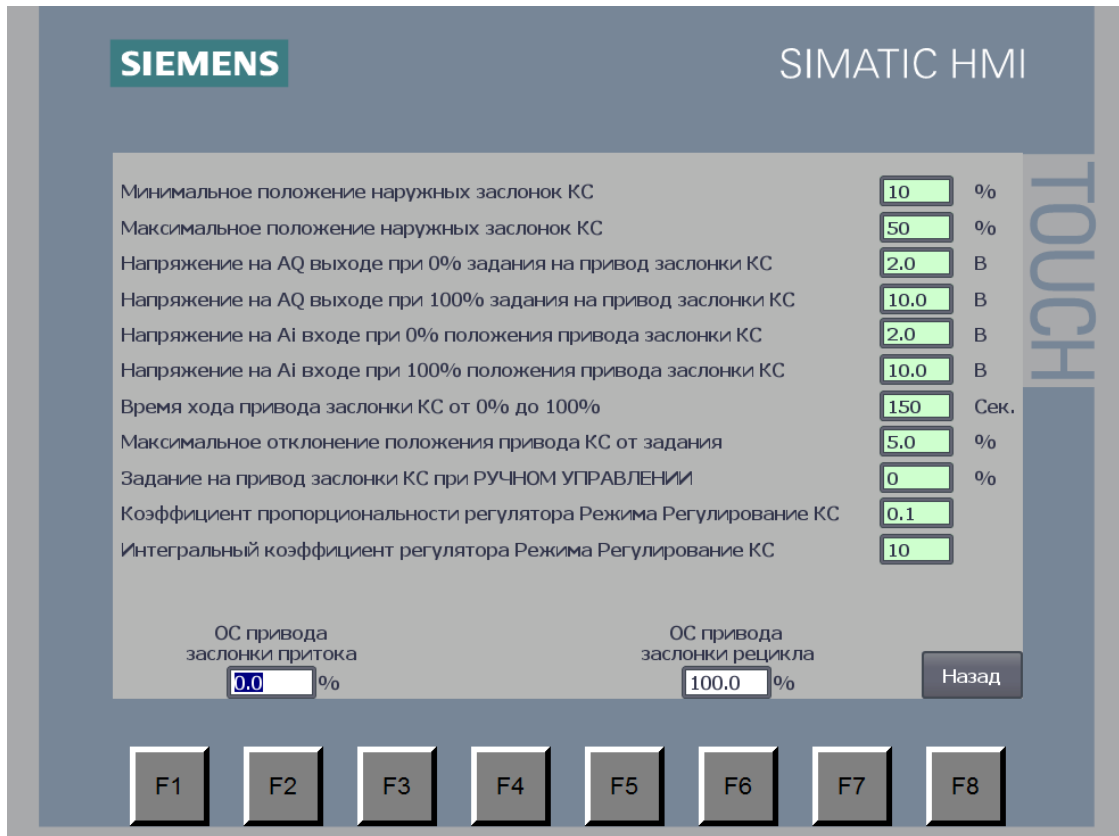 SIEMENS
SIMATIC HMI
TOUCH
Минимальное положение наружных заслонок КС 10 %
Максимальное положение наружных заслонок КС 50 %
Напряжение на AQ выходе при 0% задания на привод заслонки КС 2.0 В
Напряжение на AQ выходе при 100% задания на привод заслонки КС 10.0 В
Напряжение на Ai входе при 0% положения привода заслонки КС 2.0 В
Напряжение на Ai входе при 100% положения привода заслонки КС 10.0 В
Время хода привода заслонки КС от 0% до 100% 150 Сек.
Максимальное отклонение положения привода КС от задания 5.0 %
Задание на привод заслонки КС при РУЧНОМ УПРАВЛЕНИИ 0 %
Коэффициент пропорциональности регулятора Режима Регулирование КС 0.1
Интегральный коэффициент регулятора Режима Регулирование КС 10
ОС привода
заслонки притока
0.0 %
ОС привода
заслонки рецикла
100.0 %
Назад
F1 F2 F3 F4 F5 F6 F7 F8